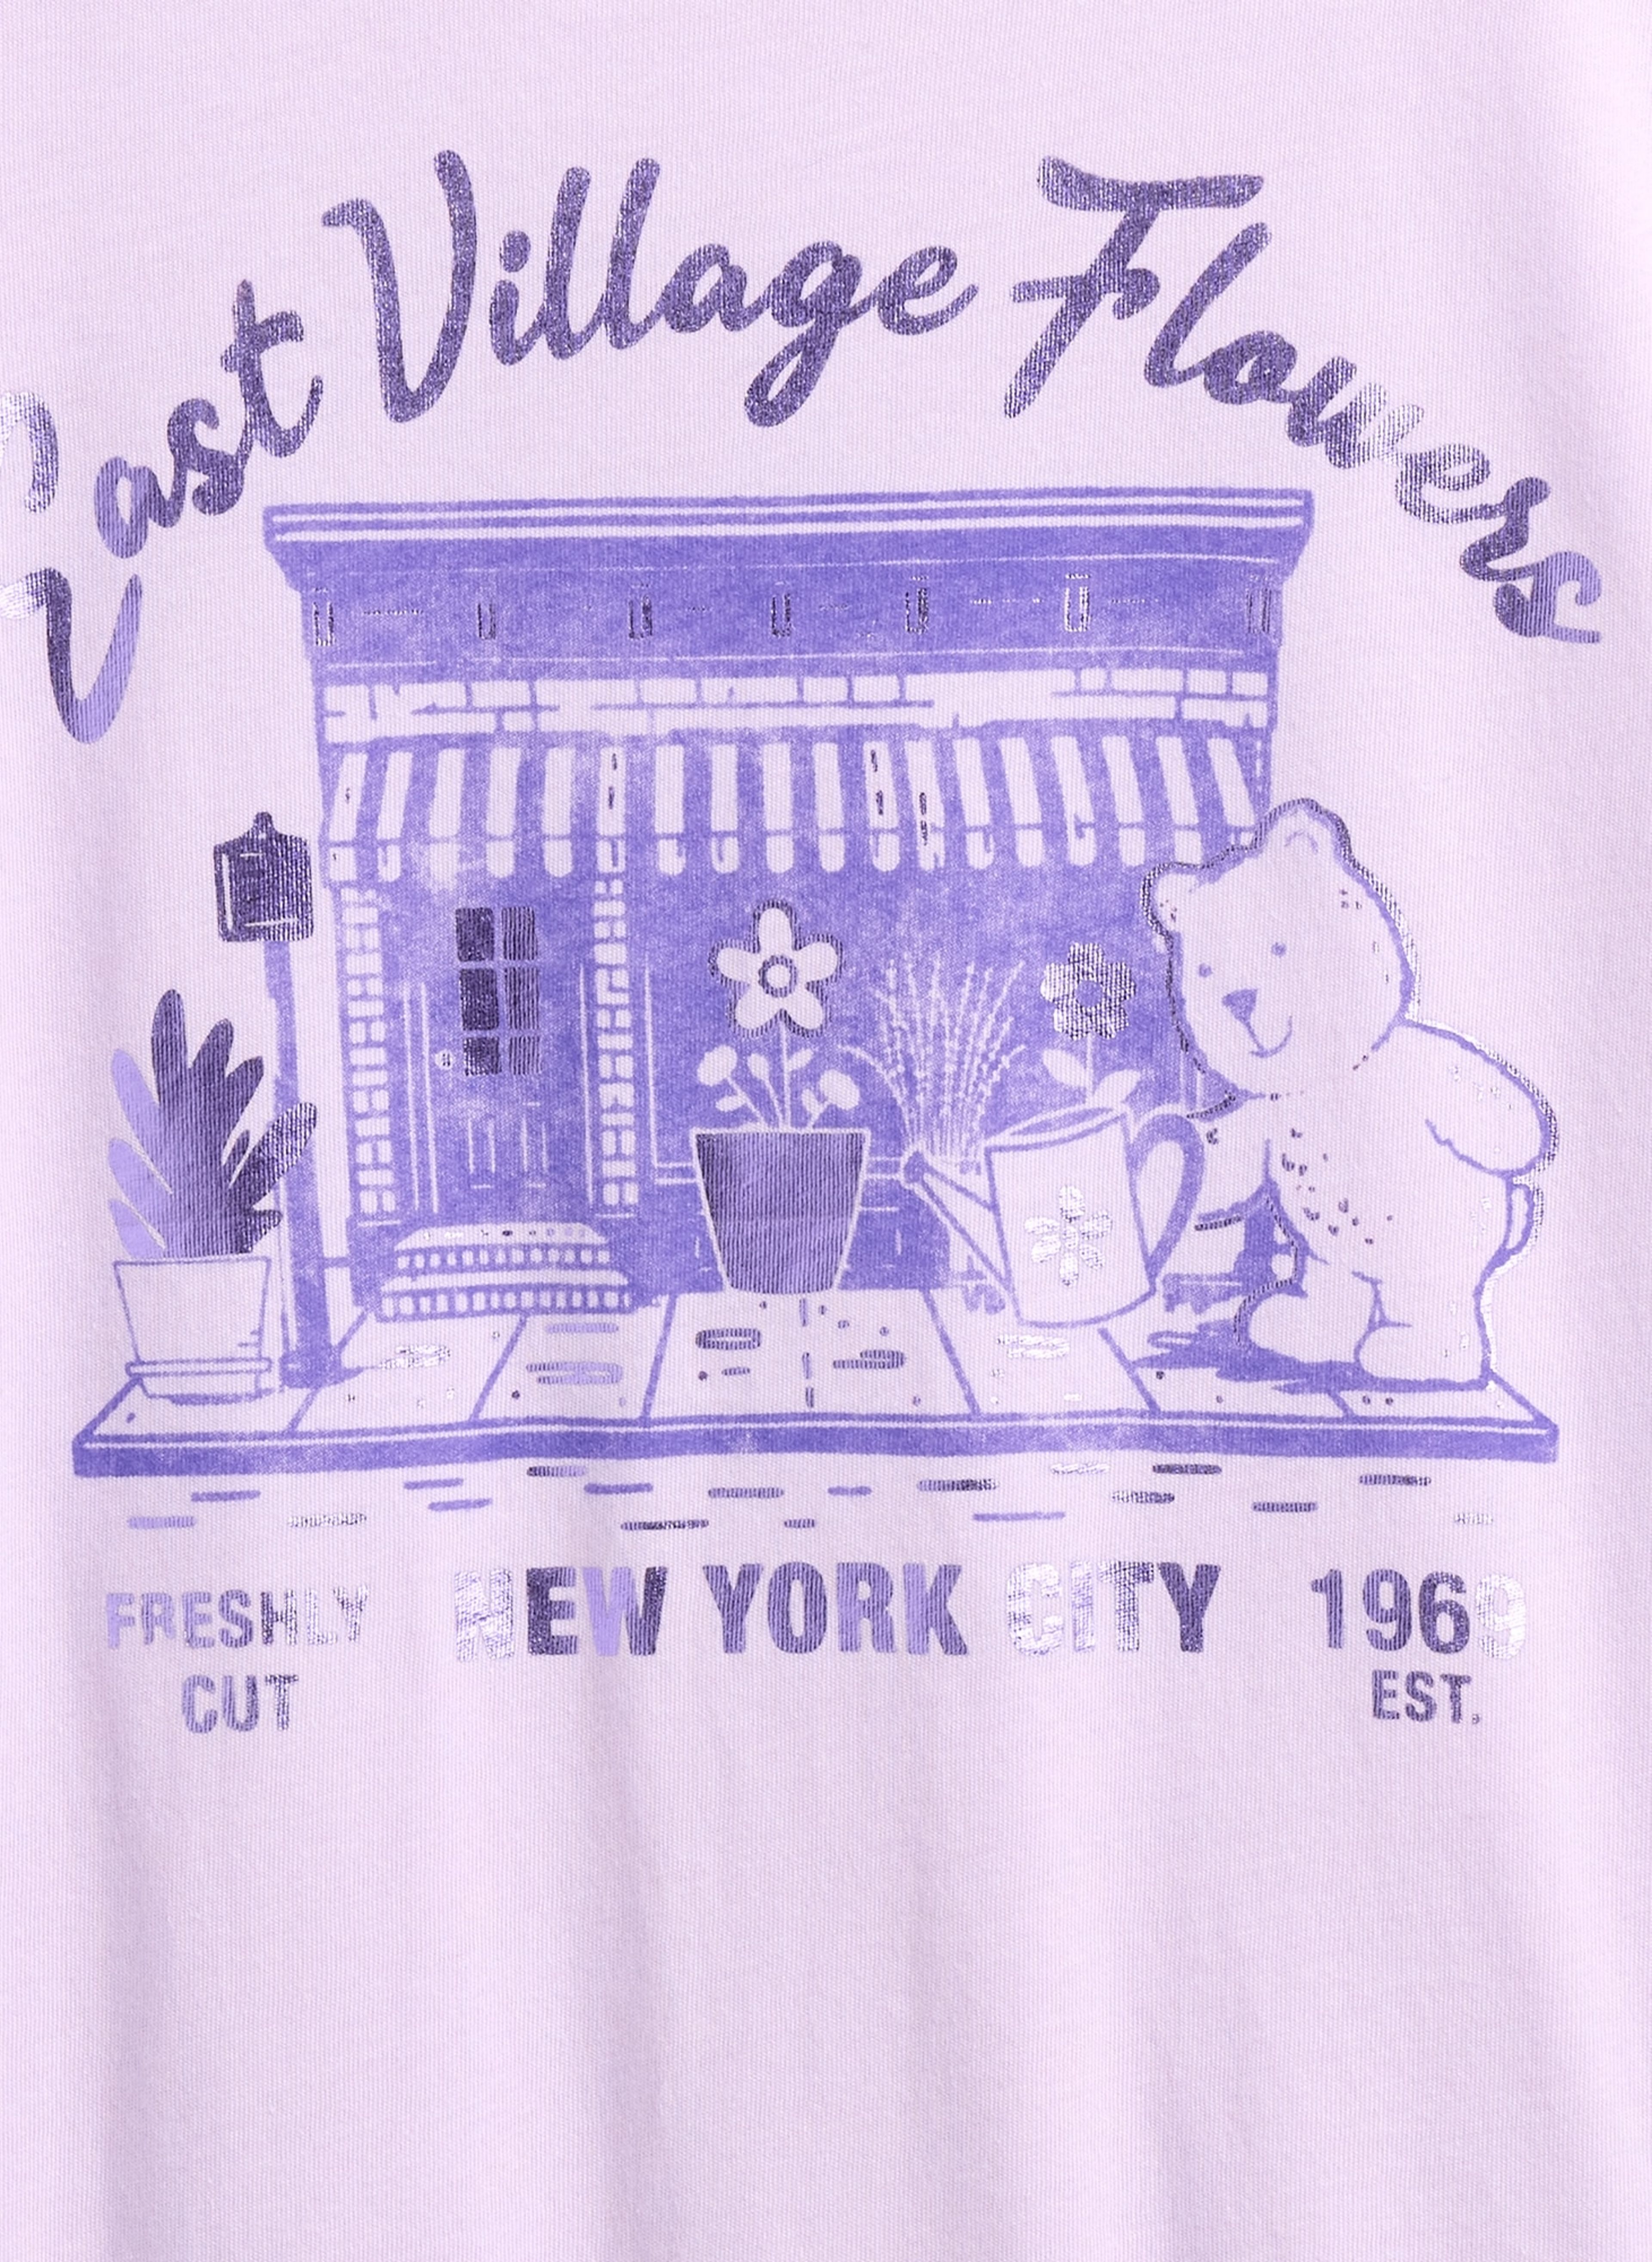 East Village Flowers
FRESHLY CUT
NEW YORK CITY
1969 EST.